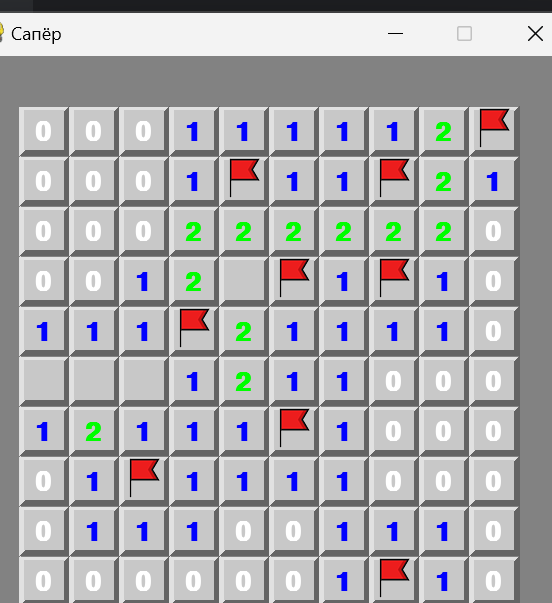 Сапёр
0 0 0 1 1 1 1 1 2
0 0 0 1 1 1 2 1
0 0 0 2 2 2 2 2 2 0
0 0 1 2 1 1 0
1 1 1 2 1 1 1 1 0
1 2 1 1 0 0 0
1 2 1 1 1 1 0 0 0
0 1 1 1 1 1 0 0 0
0 1 1 1 0 0 1 1 1 0
0 0 0 0 0 0 1 1 0